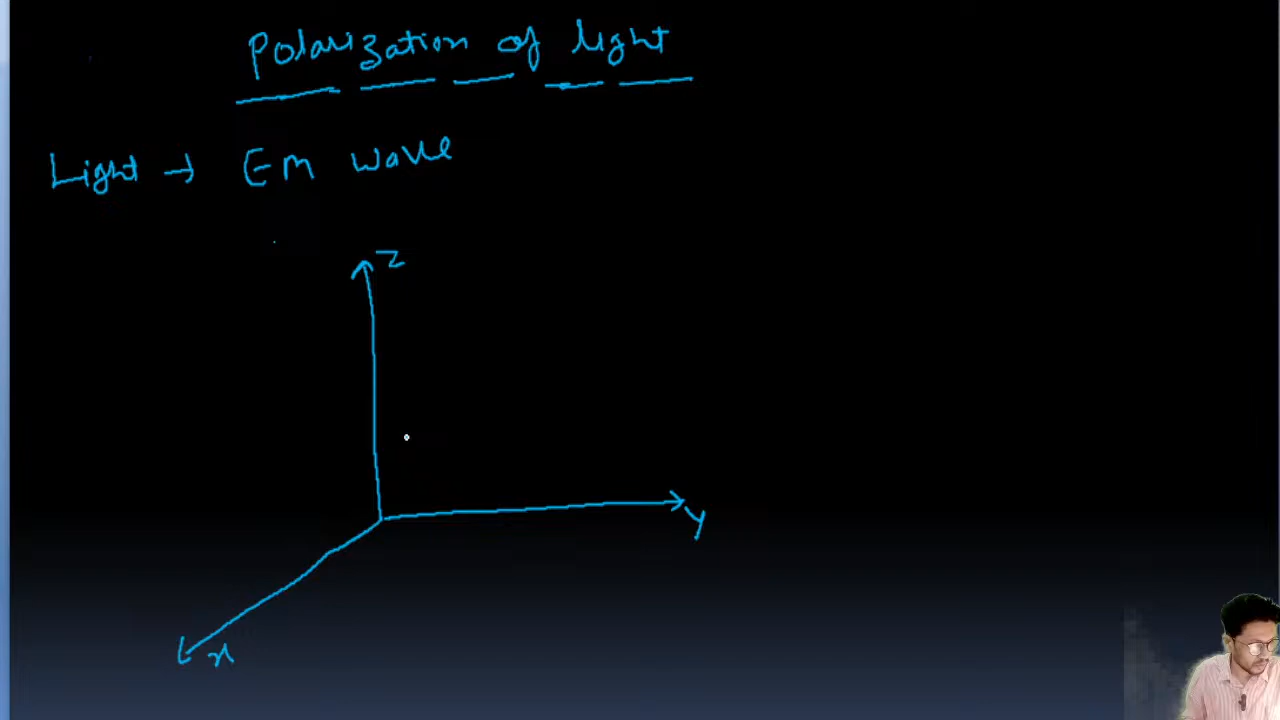 Polarization of light
Light → EM wave
z
y
x